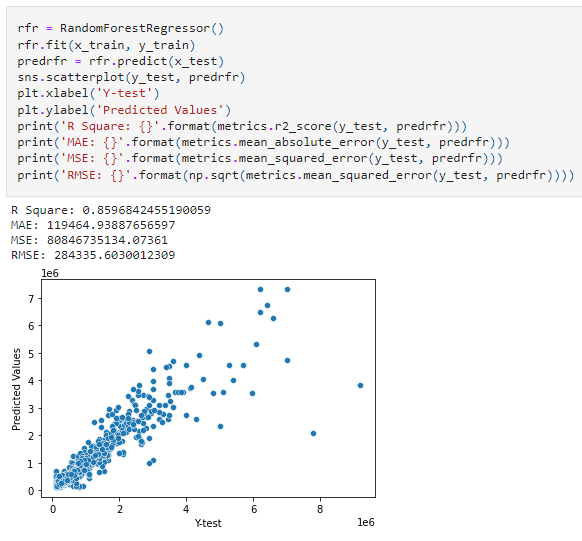 rfr = RandomForestRegressor()
rfr.fit(x_train, y_train)
predrfr = rfr.predict(x_test)
sns.scatterplot(y_test, predrfr)
plt.xlabel('Y-test')
plt.ylabel('Predicted Values')
print('R Square: {}'.format(metrics.r2_score(y_test, predrfr)))
print('MAE: {}'.format(metrics.mean_absolute_error(y_test, predrfr)))
print('MSE: {}'.format(metrics.mean_squared_error(y_test, predrfr)))
print('RMSE: {}'.format(np.sqrt(metrics.mean_squared_error(y_test, predrfr))))
R Square: 0.8596842455190059
MAE: 119464.93887656597
MSE: 80846735134.07361
RMSE: 284335.6030012309
1e6
7
6
5
4
3
2
1
0
Predicted Values
0 2 4 6 8
Y-test
1e6